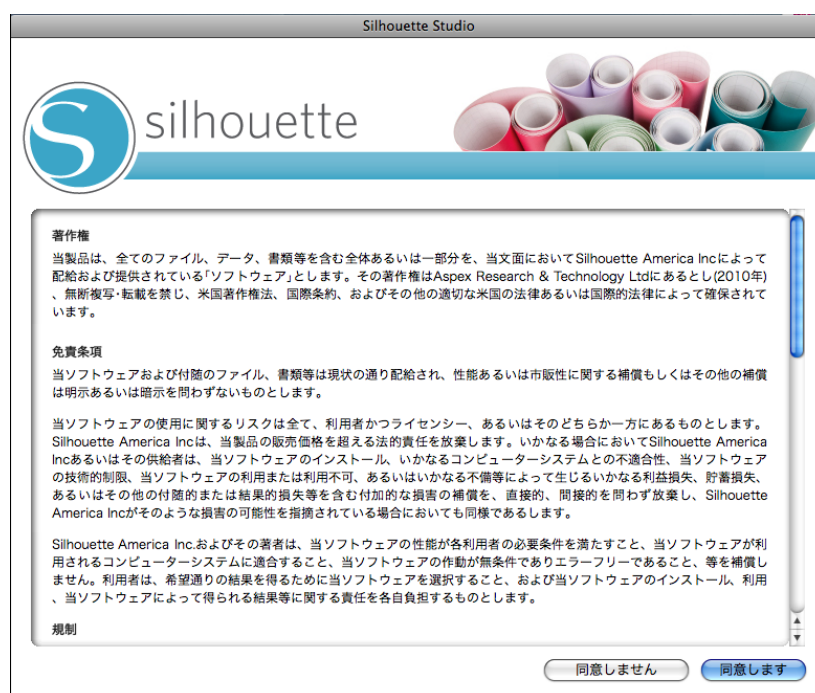 Silhouette Studio
S silhouette
著作権
当製品は、全てのファイル、データ、書類等を含む全体あるいは一部分を、当文面においてSilhouette America Incによって
配給および提供されている「ソフトウェア」とします。その著作権はAspex Research & Technology Ltdにあるとし(2010年)
、無断複写・転載を禁じ、米国著作権法、国際条約、およびその他の適切な米国の法律あるいは国際的法律によって確保されて
います。
免責条項
当ソフトウェアおよび付随のファイル、書類等は現状の通り配給され、性能あるいは市販性に関する補償もしくはその他の補償
は明示あるいは暗示を問わずないものとします。
当ソフトウェアの使用に関するリスクは全て、利用者かつライセンシー、あるいはそのどちらか一方にあるものとします。
Silhouette America Incは、当製品の販売価格を超える法的責任を放棄します。いかなる場合においてSilhouette America
Incあるいはその供給者は、当ソフトウェアのインストール、いかなるコンピューターシステムとの不適合性、当ソフトウェア
の技術的制限、当ソフトウェアの利用または利用不可、あるいはいかなる不備等によって生じるいかなる利益損失、貯蓄損失、
あるいはその他の付随的または結果的損失等を含む付加的な損害の補償を、直接的、間接的を問わず放棄し、Silhouette
America Incがそのような損害の可能性を指摘されている場合においても同様であるします。
Silhouette America Inc.およびその著者は、当ソフトウェアの性能が各利用者の必要条件を満たすこと、当ソフトウェアが利
用されるコンピューターシステムに適合すること、当ソフトウェアの作動が無条件でありエラーフリーであること、等を補償し
ません。利用者は、希望通りの結果を得るために当ソフトウェアを選択すること、および当ソフトウェアのインストール、利用
、当ソフトウェアによって得られる結果等に関する責任を各自負担するものとします。
規制
同意しません 同意します